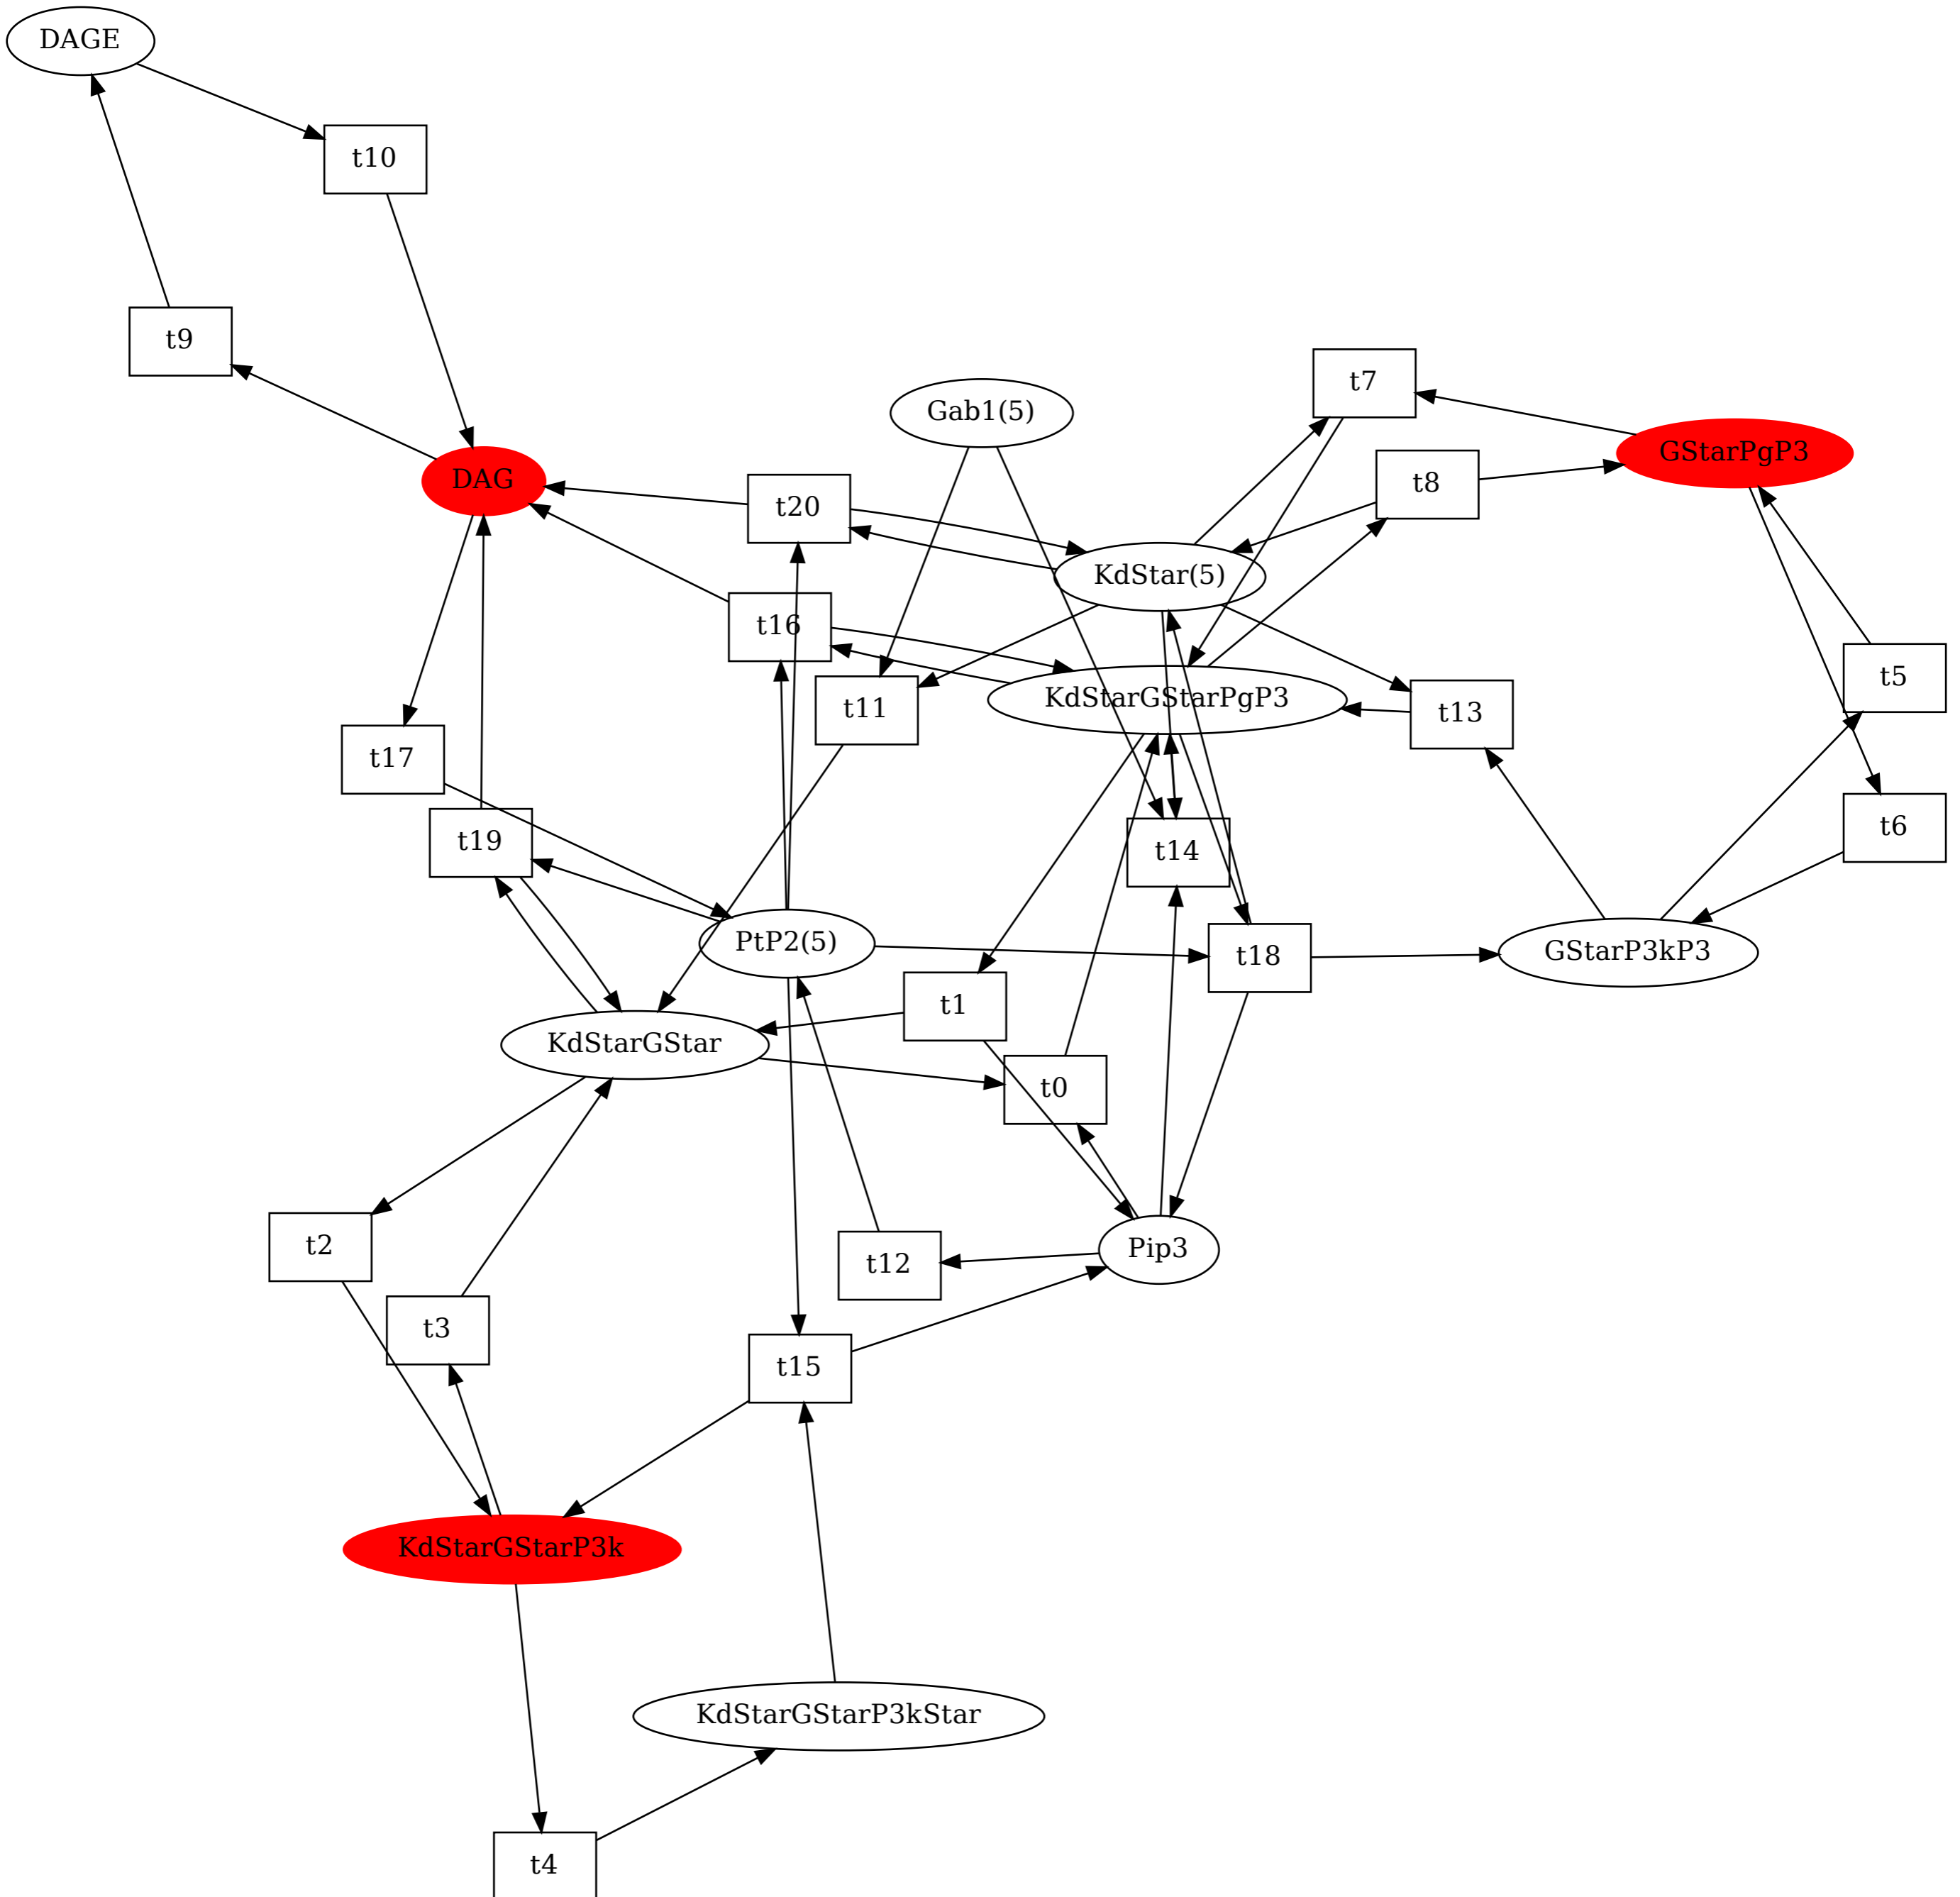 DAGE
t10
t9
t7
Gab1(5)
GStarPgP3
DAG
t8
t20
KdStar(5)
t16
t5
KdStarGStarPgP3
t11
t13
t17
t6
t19
t14
PtP2(5)
GStarP3kP3
t18
t1
KdStarGStar
t0
t2
Pip3
t12
t3
t15
KdStarGStarP3k
KdStarGStarP3kStar
t4